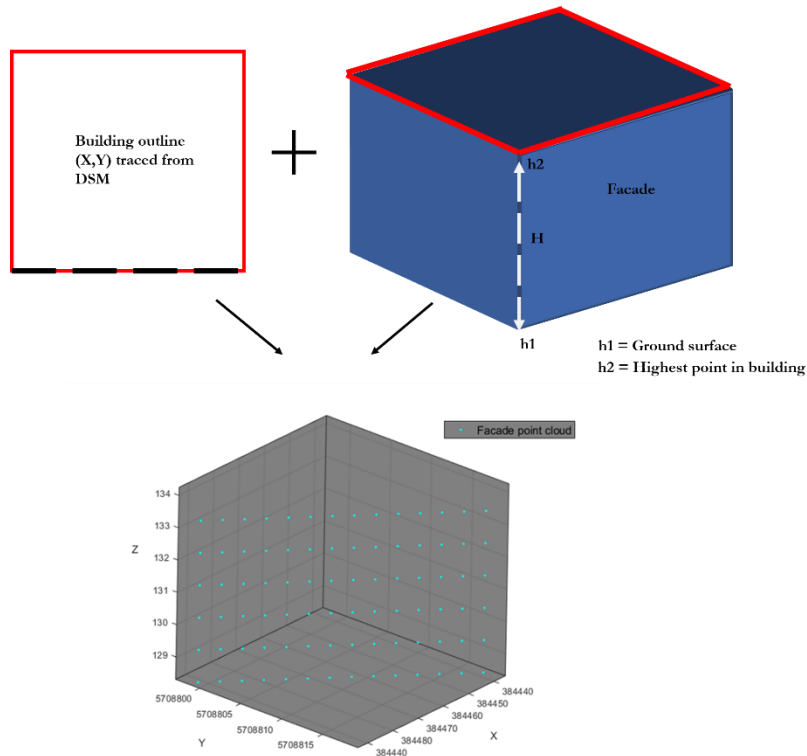 Building outline
(X,Y) traced from
DSM
h2
Facade
H
h1
h1 = Ground surface
h2 = Highest point in building
Facade point cloud
134
133
132
131
130
129
Z
5708800
5708805
5708810
5708815
Y
384440
384450
384460
384470
384480
384440
X